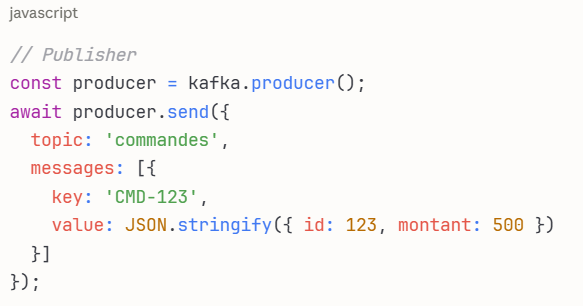 javascript
// Publisher
const producer = kafka.producer();
await producer.send({
  topic: 'commandes',
  messages: [{
    key: 'CMD-123',
    value: JSON.stringify({ id: 123, montant: 500 })
  }]
});